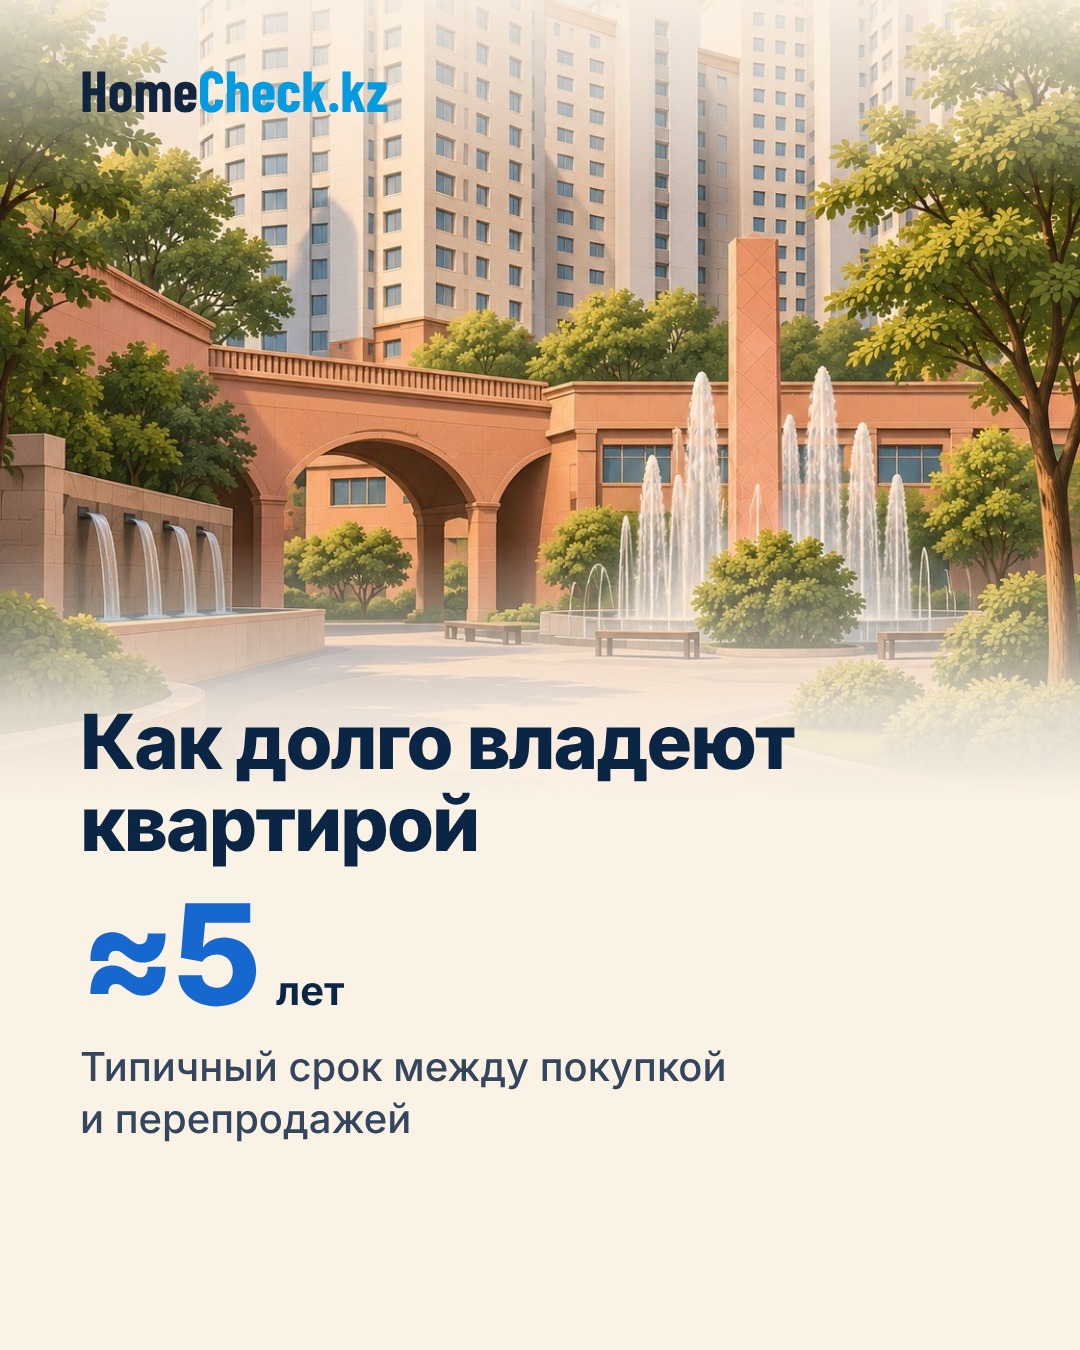 HomeCheck.kz
Как долго владеют
квартирой
≈5 лет
Типичный срок между покупкой
и перепродажей